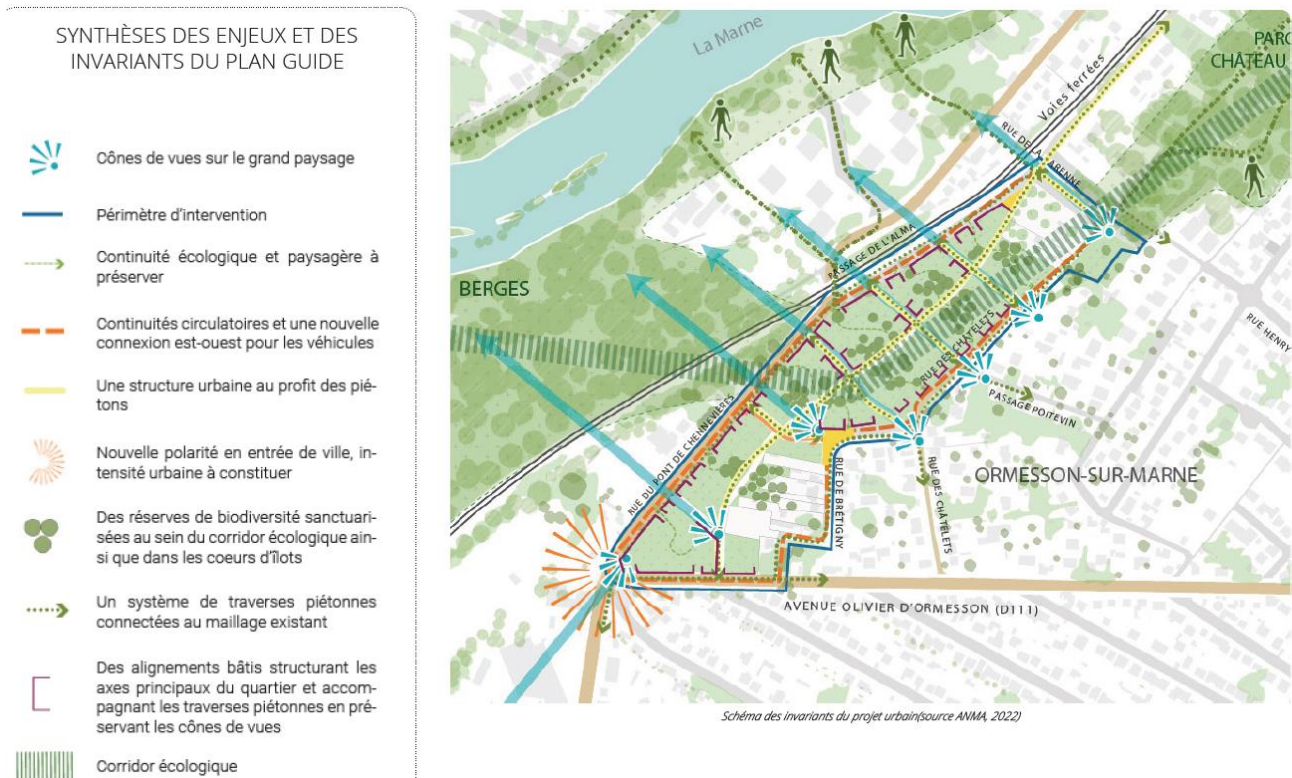 SYNTHÈSES DES ENJEUX ET DES
INVARIANTS DU PLAN GUIDE
Cônes de vues sur le grand paysage
Périmètre d'intervention
Continuité écologique et paysagère à
préserver
Continuités circulatoires et une nouvelle
connexion est-ouest pour les véhicules
Une structure urbaine au profit des pié-
tons
Nouvelle polarité en entrée de ville, in-
tensité urbaine à constituer
Des réserves de biodiversité sanctuari-
sées au sein du corridor écologique ain-
si que dans les coeurs d'îlots
Un système de traverses piétonnes
connectées au maillage existant
Des alignements bâtis structurant les
axes principaux du quartier et accom-
pagnant les traverses piétonnes en pré-
servant les cônes de vues
Corridor écologique
La Marne
PARC
CHÂTEAU
Voies ferrées
RUE DE LA VARENNE
PASSAGE DE L'ALMA
BERGES
RUE DES CHÂTELETS
RUE HENRY
PASSAGE POITEVIN
RUE DU PONT DE CHENNEVIÈRES
ORMESSON-SUR-MARNE
RUE DE BRÉTIGNY
RUE DES CHÂTELETS
AVENUE OLIVIER D'ORMESSON (D111)
Schéma des invariants du projet urbain(source ANMA, 2022)